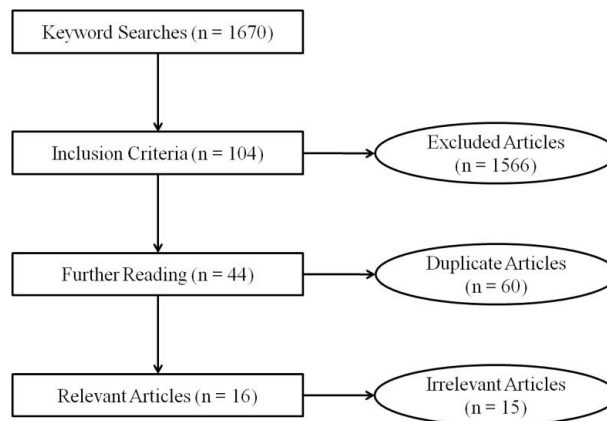 Keyword Searches (n = 1670)
Inclusion Criteria (n = 104)
Excluded Articles
(n = 1566)
Further Reading (n = 44)
Duplicate Articles
(n = 60)
Relevant Articles (n = 16)
Irrelevant Articles
(n = 15)